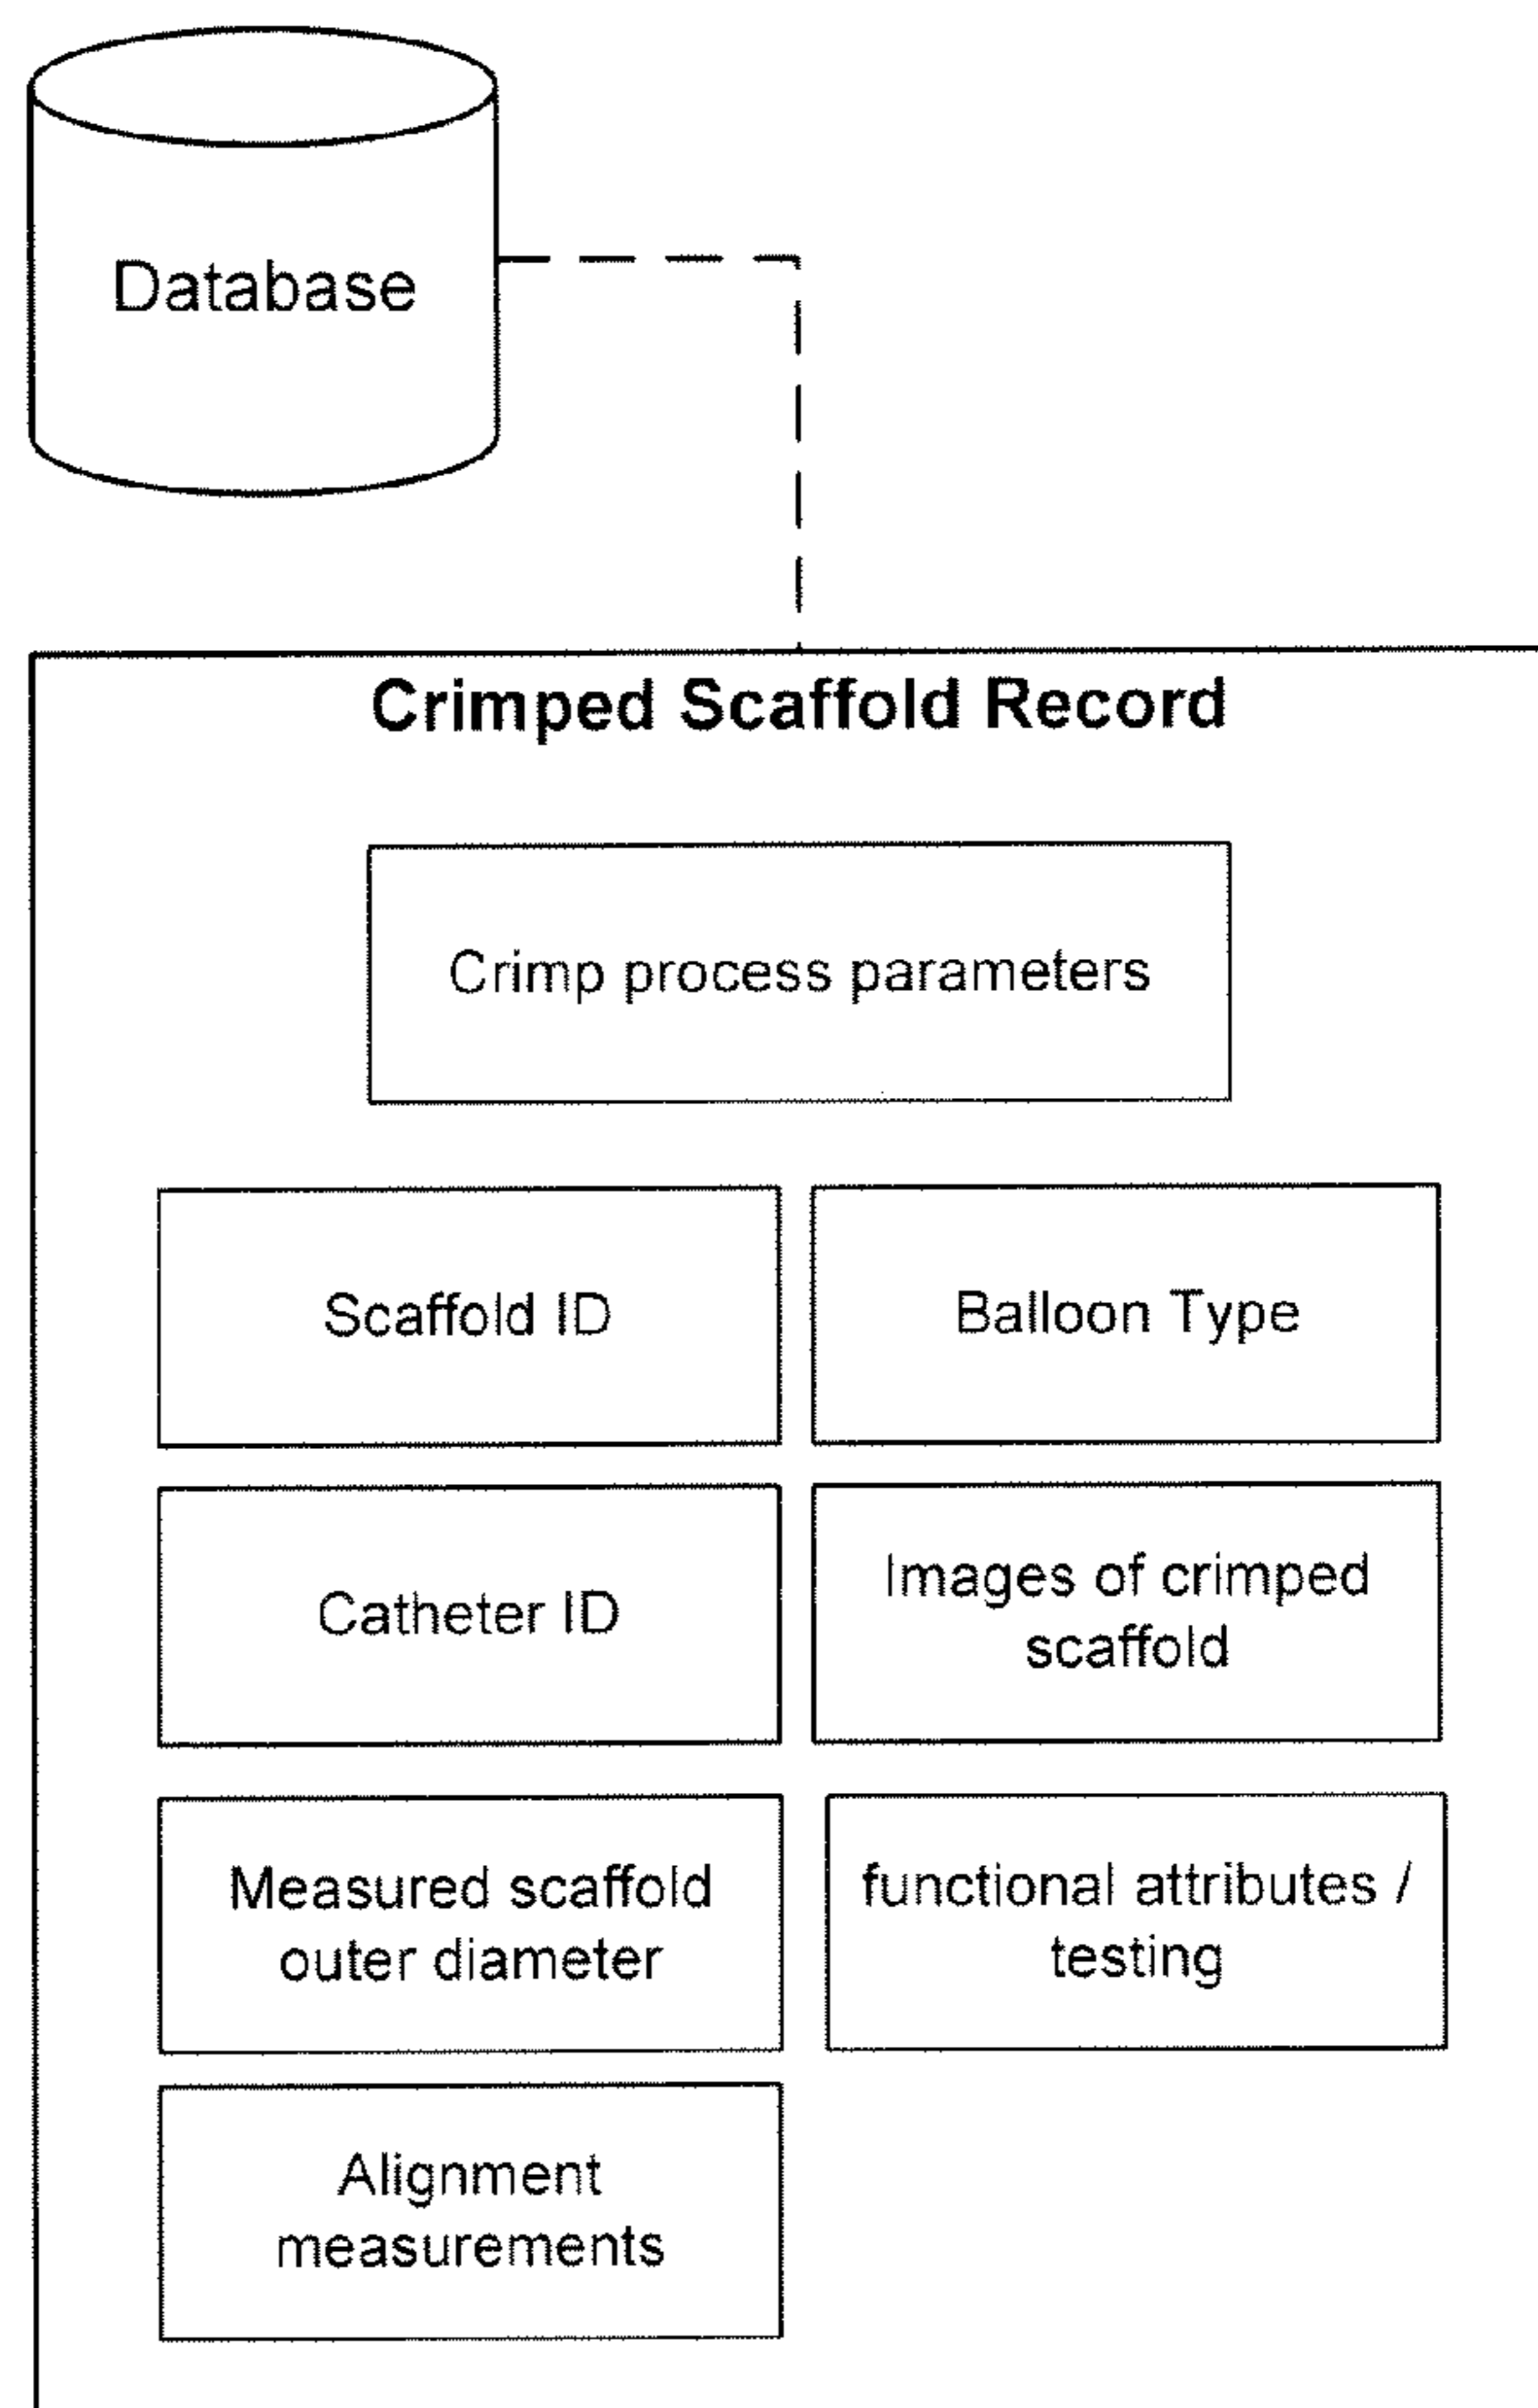 Database
Crimped Scaffold Record
Crimp process parameters
Scaffold ID
Balloon Type
Catheter ID
Images of crimped
scaffold
Measured scaffold
outer diameter
functional attributes /
testing
Alignment
measurements